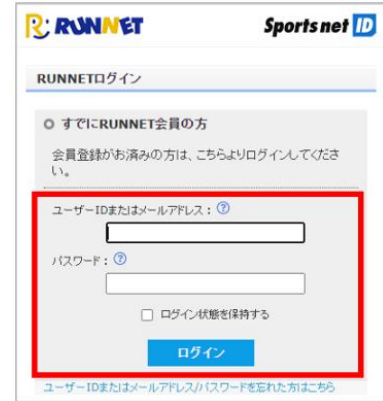 RUNNET
Sports net ID
RUNNETログイン
すでにRUNNET会員の方
会員登録がお済みの方は、こちらよりログインしてくださ
い。
ユーザーIDまたはメールアドレス：?
パスワード：?
ログイン状態を保持する
ログイン
ユーザーIDまたはメールアドレス/パスワードを忘れた方はこちら